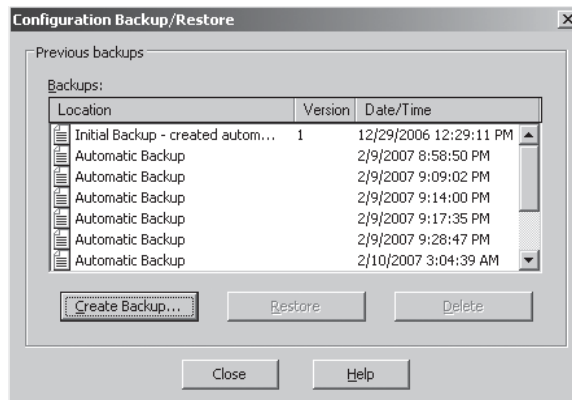 Configuration Backup/Restore
Previous backups
Backups:
Location Version Date/Time
Initial Backup - created autom... 1 12/29/2006 12:29:11 PM
Automatic Backup 2/9/2007 8:58:50 PM
Automatic Backup 2/9/2007 9:09:02 PM
Automatic Backup 2/9/2007 9:14:00 PM
Automatic Backup 2/9/2007 9:17:35 PM
Automatic Backup 2/9/2007 9:28:47 PM
Automatic Backup 2/10/2007 3:04:39 AM
Create Backup... Restore Delete
Close Help